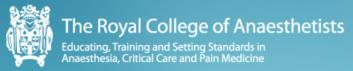 The Royal College of Anaesthetists
Educating, Training and Setting Standards in
Anaesthesia, Critical Care and Pain Medicine